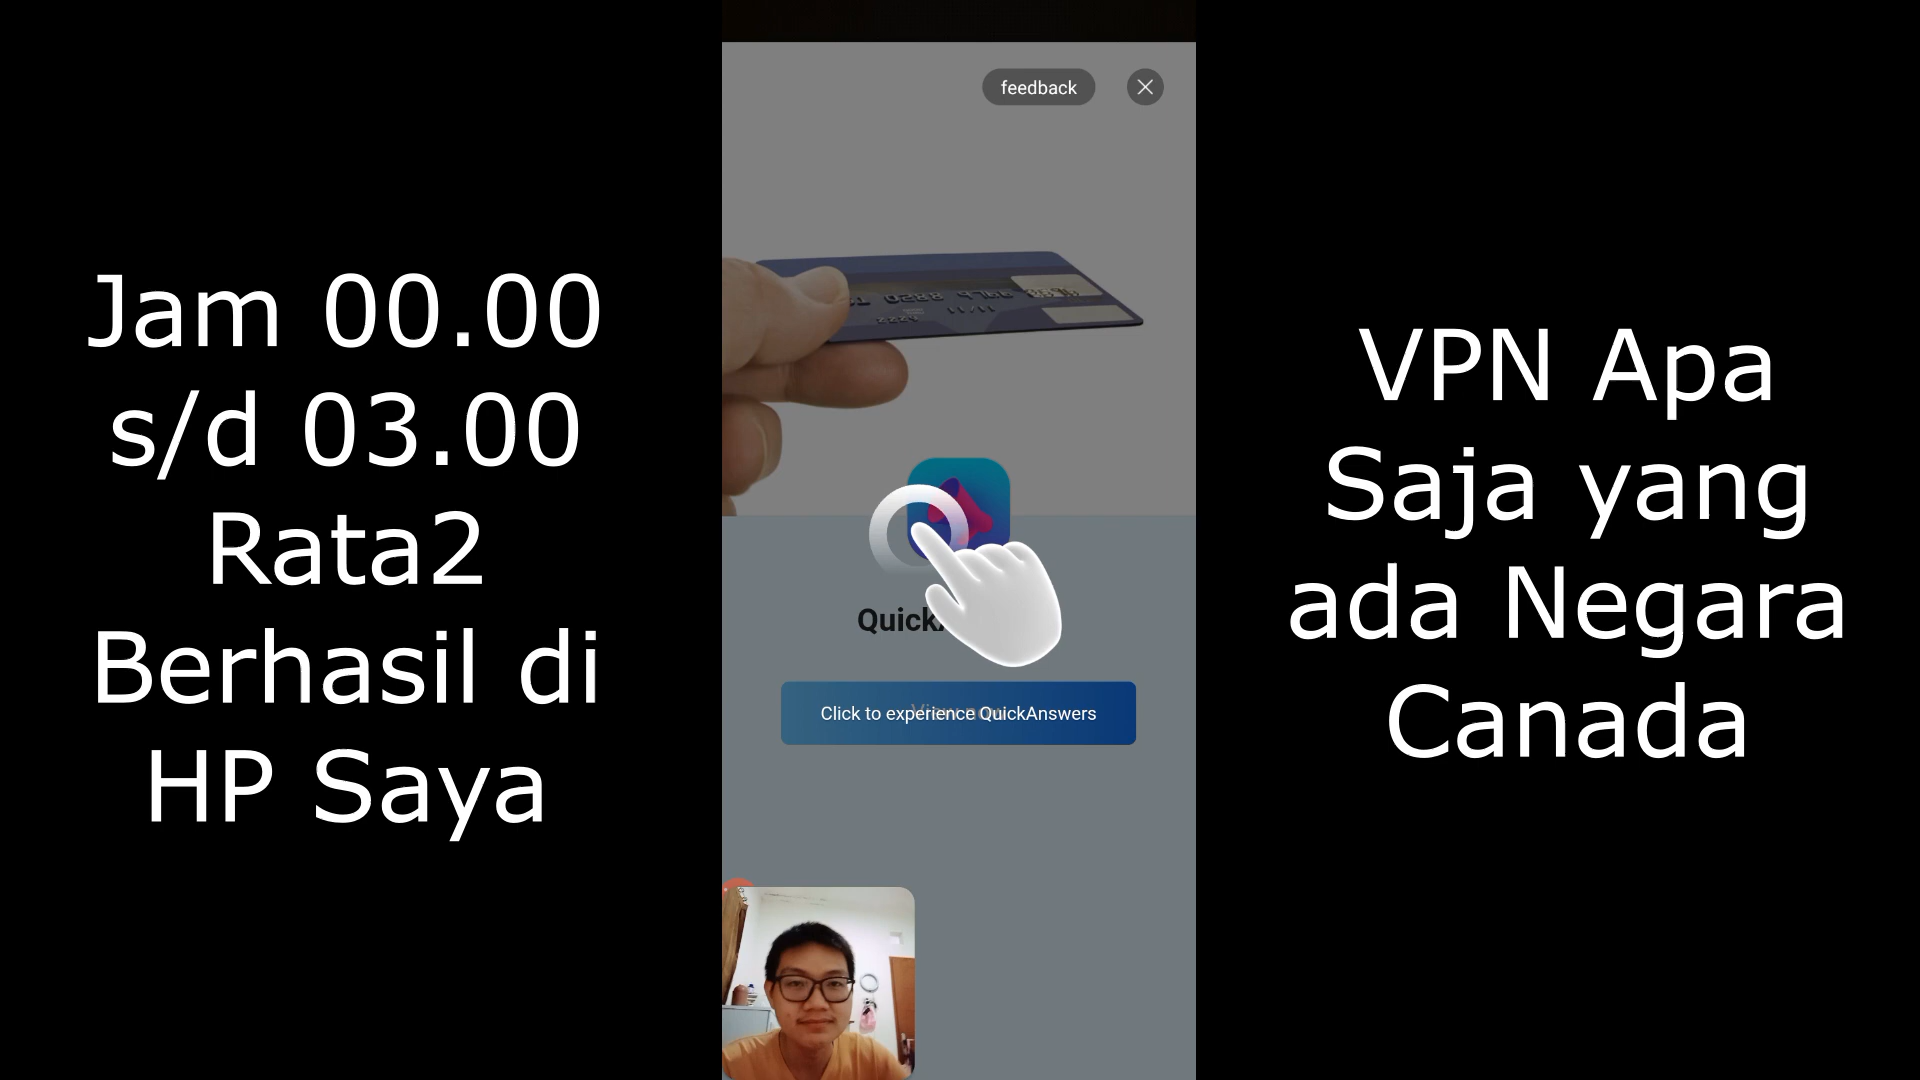 Jam 00.00
s/d 03.00
Rata2
Berhasil di
HP Saya
feedback
Quick
Click to experience QuickAnswers
VPN Apa
Saja yang
ada Negara
Canada